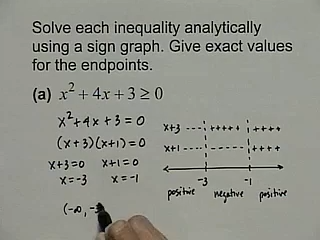 Solve each inequality analytically
using a sign graph. Give exact values
for the endpoints.
(a) x² + 4x + 3 ≥ 0
x² + 4x + 3 = 0
(x+3)(x+1) = 0
x+3=0 x+1=0
x=-3 x=-1
(-∞, -3
x+3 ---- +++++ ++++
x+1 ---- ----- ++++
-3 -1
positive negative positive